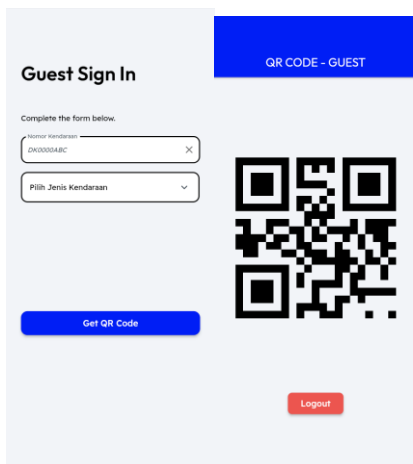 Guest Sign In
Complete the form below.
Nomor Kendaraan
DK0000ABC
Pilih Jenis Kendaraan
Get QR Code
QR CODE - GUEST
Logout